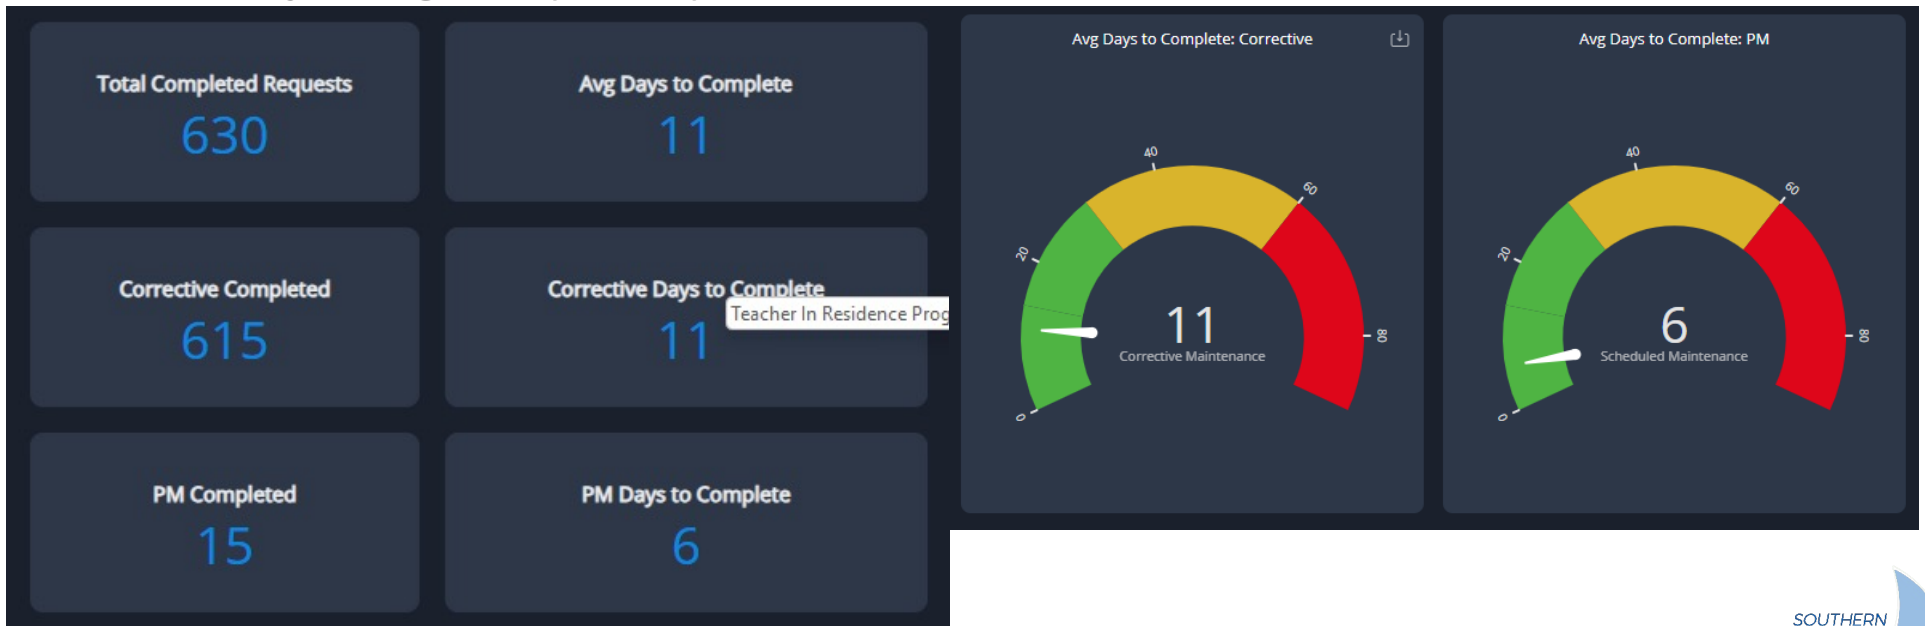 Total Completed Requests
630
Avg Days to Complete
11
Corrective Completed
615
Corrective Days to Complete
Teacher In Residence Prog
11
PM Completed
15
PM Days to Complete
6
Avg Days to Complete: Corrective
0
20
40
60
80
11
Corrective Maintenance
Avg Days to Complete: PM
0
20
40
60
80
6
Scheduled Maintenance
SOUTHERN